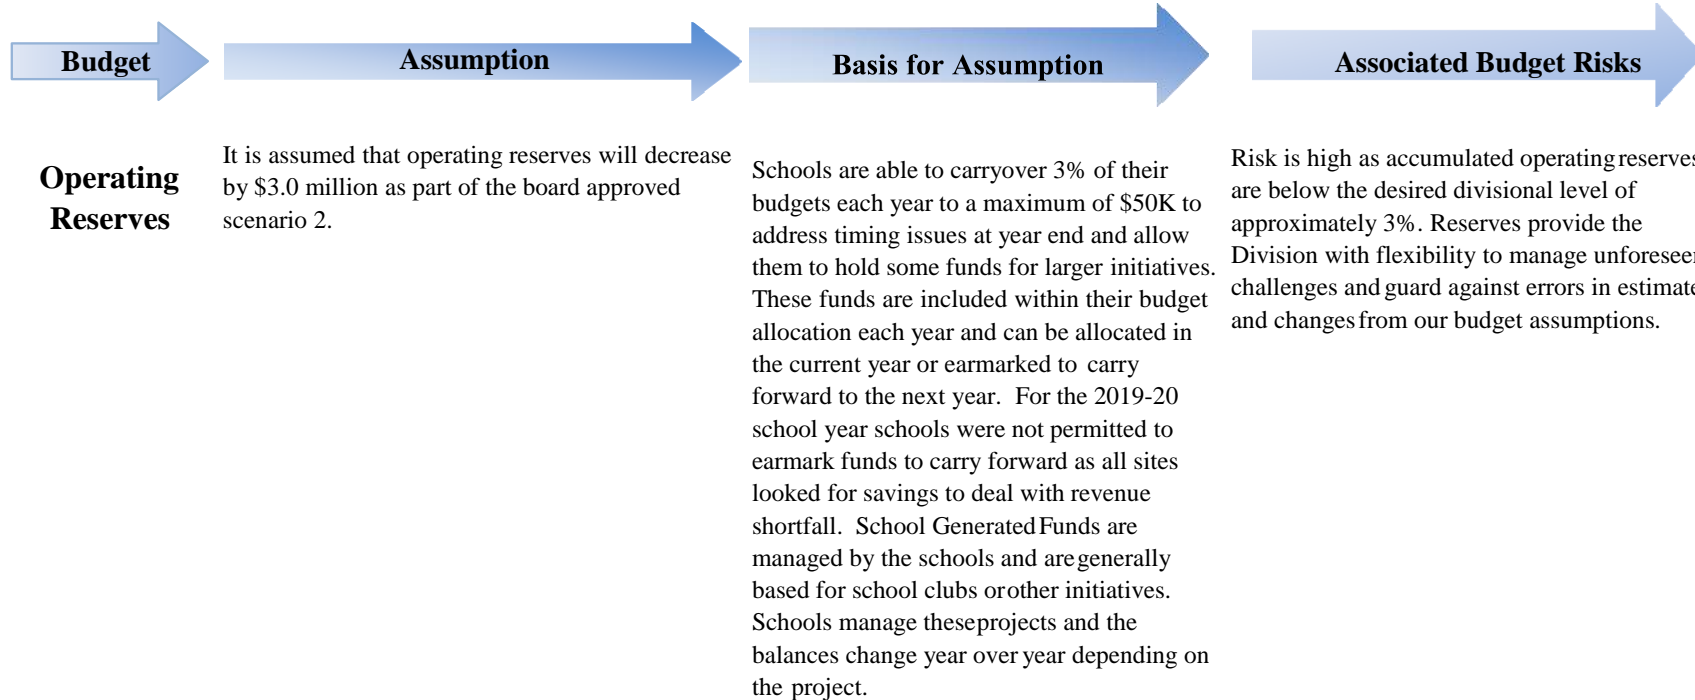 Budget
Assumption
Basis for Assumption
Associated Budget Risks
Operating
Reserves
It is assumed that operating reserves will decrease
by $3.0 million as part of the board approved
scenario 2.
Schools are able to carryover 3% of their
budgets each year to a maximum of $50K to
address timing issues at year end and allow
them to hold some funds for larger initiatives.
These funds are included within their budget
allocation each year and can be allocated in
the current year or earmarked to carry
forward to the next year. For the 2019-20
school year schools were not permitted to
earmark funds to carry forward as all sites
looked for savings to deal with revenue
shortfall. School Generated Funds are
managed by the schools and are generally
based for school clubs or other initiatives.
Schools manage these projects and the
balances change year over year depending on
the project.
Risk is high as accumulated operating reserves
are below the desired divisional level of
approximately 3%. Reserves provide the
Division with flexibility to manage unforeseen
challenges and guard against errors in estimate
and changes from our budget assumptions.